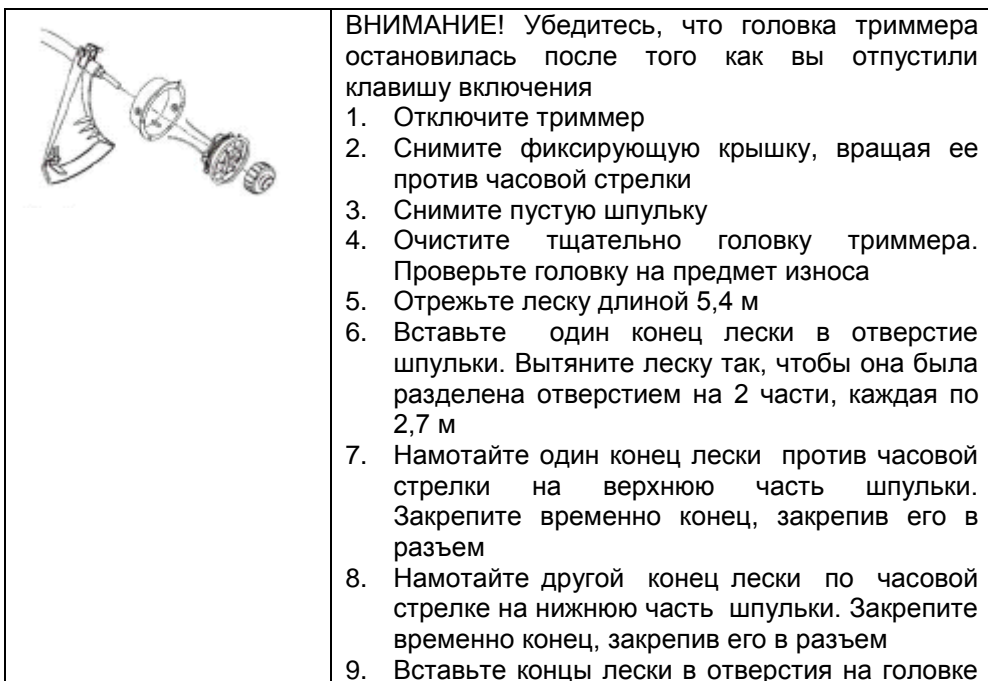 ВНИМАНИЕ! Убедитесь, что головка триммера
остановилась после того как вы отпустили
клавишу включения
1. Отключите триммер
2. Снимите фиксирующую крышку, вращая ее
против часовой стрелки
3. Снимите пустую шпульку
4. Очистите тщательно головку триммера.
Проверьте головку на предмет износа
5. Отрежьте леску длиной 5,4 м
6. Вставьте один конец лески в отверстие
шпульки. Вытяните леску так, чтобы она была
разделена отверстием на 2 части, каждая по
2,7 м
7. Намотайте один конец лески против часовой
стрелки на верхнюю часть шпульки.
Закрепите временно конец, закрепив его в
разъем
8. Намотайте другой конец лески по часовой
стрелке на нижнюю часть шпульки. Закрепите
временно конец, закрепив его в разъем
9. Вставьте концы лески в отверстия на головке